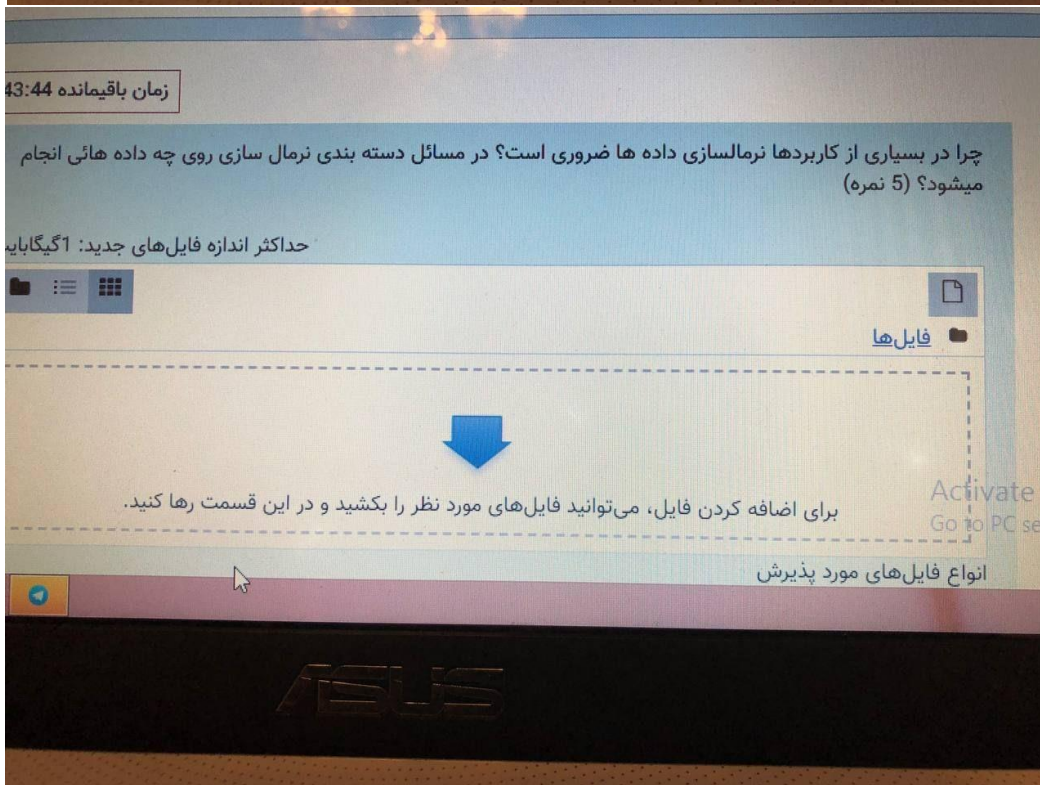 زمان باقیمانده 43:44
چرا در بسیاری از کاربردها نرمالسازی داده ها ضروری است؟ در مسائل دسته بندی نرمال سازی روی چه داده هائی انجام
میشود؟ (5 نمره)
حداکثر اندازه فایل‌های جدید: 1گیگابایت
فایل‌ها
برای اضافه کردن فایل، می‌توانید فایل‌های مورد نظر را بکشید و در این قسمت رها کنید.
Activate
Go to PC se
انواع فایل‌های مورد پذیرش
ASUS